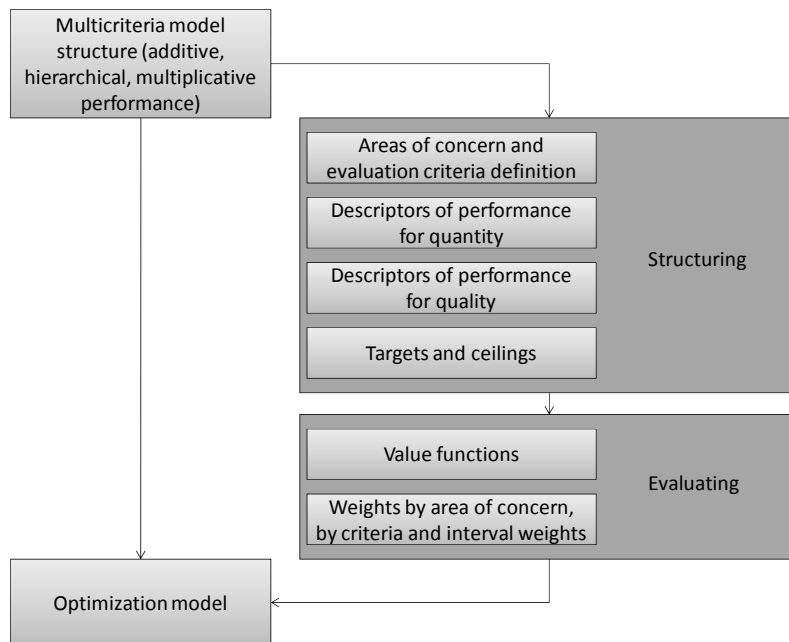 Multicriteria model
structure (additive,
hierarchical, multiplicative
performance)
Areas of concern and
evaluation criteria definition
Descriptors of performance
for quantity
Structuring
Descriptors of performance
for quality
Targets and ceilings
Value functions
Evaluating
Weights by area of concern,
by criteria and interval weights
Optimization model